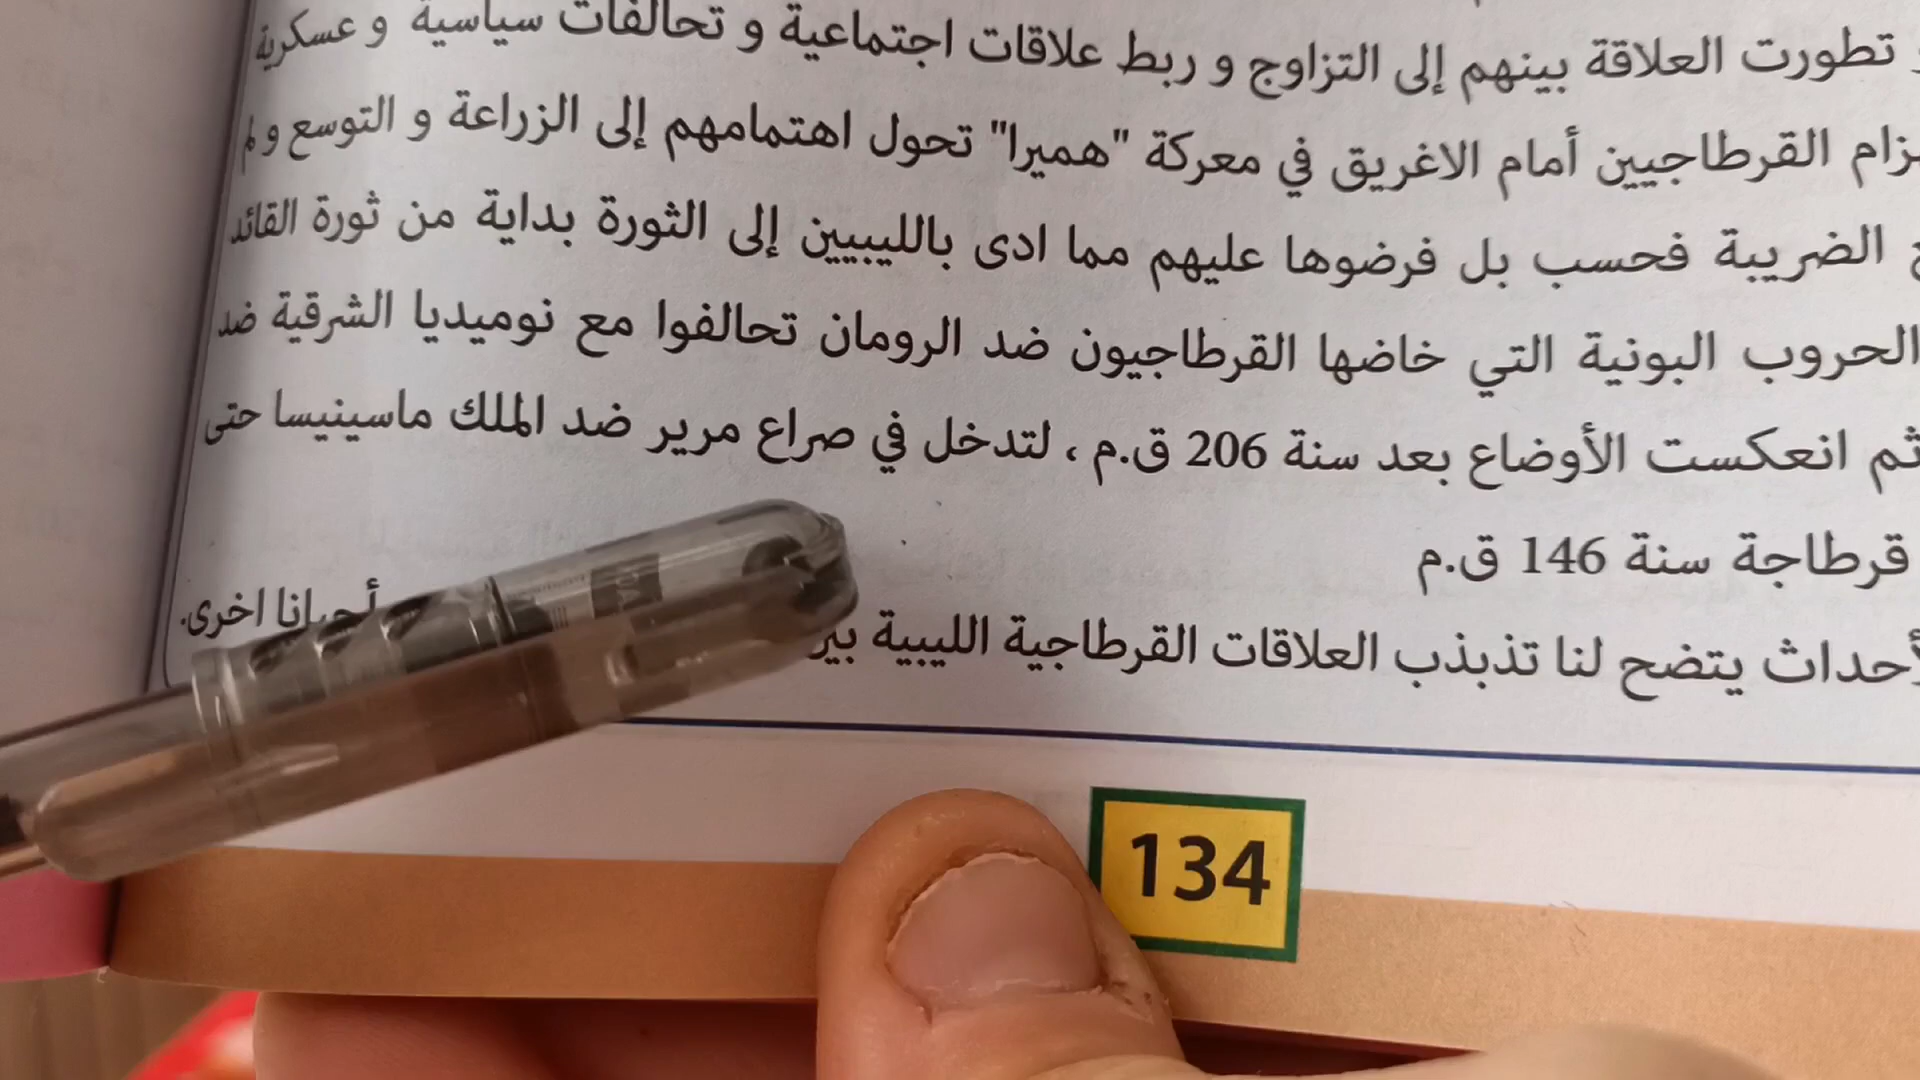 تطورت العلاقة بينهم إلى التزاوج و ربط علاقات اجتماعية و تحالفات سياسية و عسكرية
القرطاجيين أمام الاغريق في معركة "هميرا" تحول اهتمامهم إلى الزراعة و التوسع و لم
الضريبة فحسب بل فرضوها عليهم مما ادى بالليبيين إلى الثورة بداية من ثورة القائد
الحروب البونية التي خاضها القرطاجيون ضد الرومان تحالفوا مع نوميديا الشرقية ضد
ثم انعكست الأوضاع بعد سنة 206 ق.م ، لتدخل في صراع مرير ضد الملك ماسينيسا حتى
قرطاجة سنة 146 ق.م
يتضح لنا تذبذب العلاقات القرطاجية الليبية أحيانا اخرى.
134